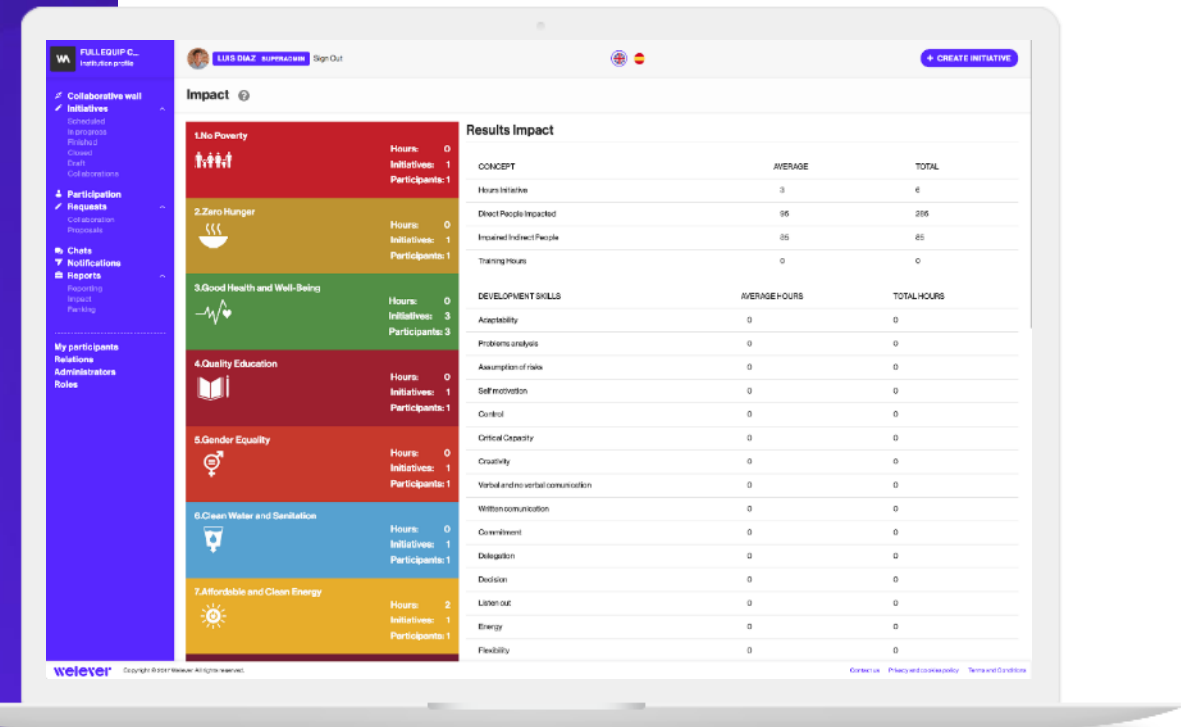 WA
FULL EQUIP C...
Institution profile
LUIS DIAZ SUPERADMIN Sign Out
+ CREATE INITIATIVE
Collaborative wall
Initiatives
Scheduled
In progress
Finished
Closed
Draft
Collaborations
Participation
Requests
Collaboration
Proposals
Chats
Notifications
Reports
Reporting
Impact
Ranking
My participants
Relations
Administrators
Roles
Impact ?
1.No Poverty
Hours: 0
Initiatives: 1
Participants: 1
2.Zero Hunger
Hours: 0
Initiatives: 1
Participants: 1
3.Good Health and Well-Being
Hours: 0
Initiatives: 3
Participants: 3
4.Quality Education
Hours: 0
Initiatives: 1
Participants: 1
5.Gender Equality
Hours: 0
Initiatives: 1
Participants: 1
6.Clean Water and Sanitation
Hours: 0
Initiatives: 1
Participants: 1
7.Affordable and Clean Energy
Hours: 2
Initiatives: 1
Participants: 1
Results Impact
CONCEPT AVERAGE TOTAL
Hours Initiative 3 6
Direct People Impacted 95 286
Impaired Indirect People 85 85
Training Hours 0 0
DEVELOPMENT SKILLS AVERAGE HOURS TOTAL HOURS
Adaptability 0 0
Problems analysis 0 0
Assumption of risks 0 0
Self motivation 0 0
Control 0 0
Critical Capacity 0 0
Creativity 0 0
Verbal and no verbal comunication 0 0
Written comunication 0 0
Commitment 0 0
Delegation 0 0
Decision 0 0
Listen out 0 0
Energy 0 0
Flexibility 0 0
welever Copyright © 2017 Welever. All rights reserved.
Contact us Privacy and cookies policy Terms and Conditions